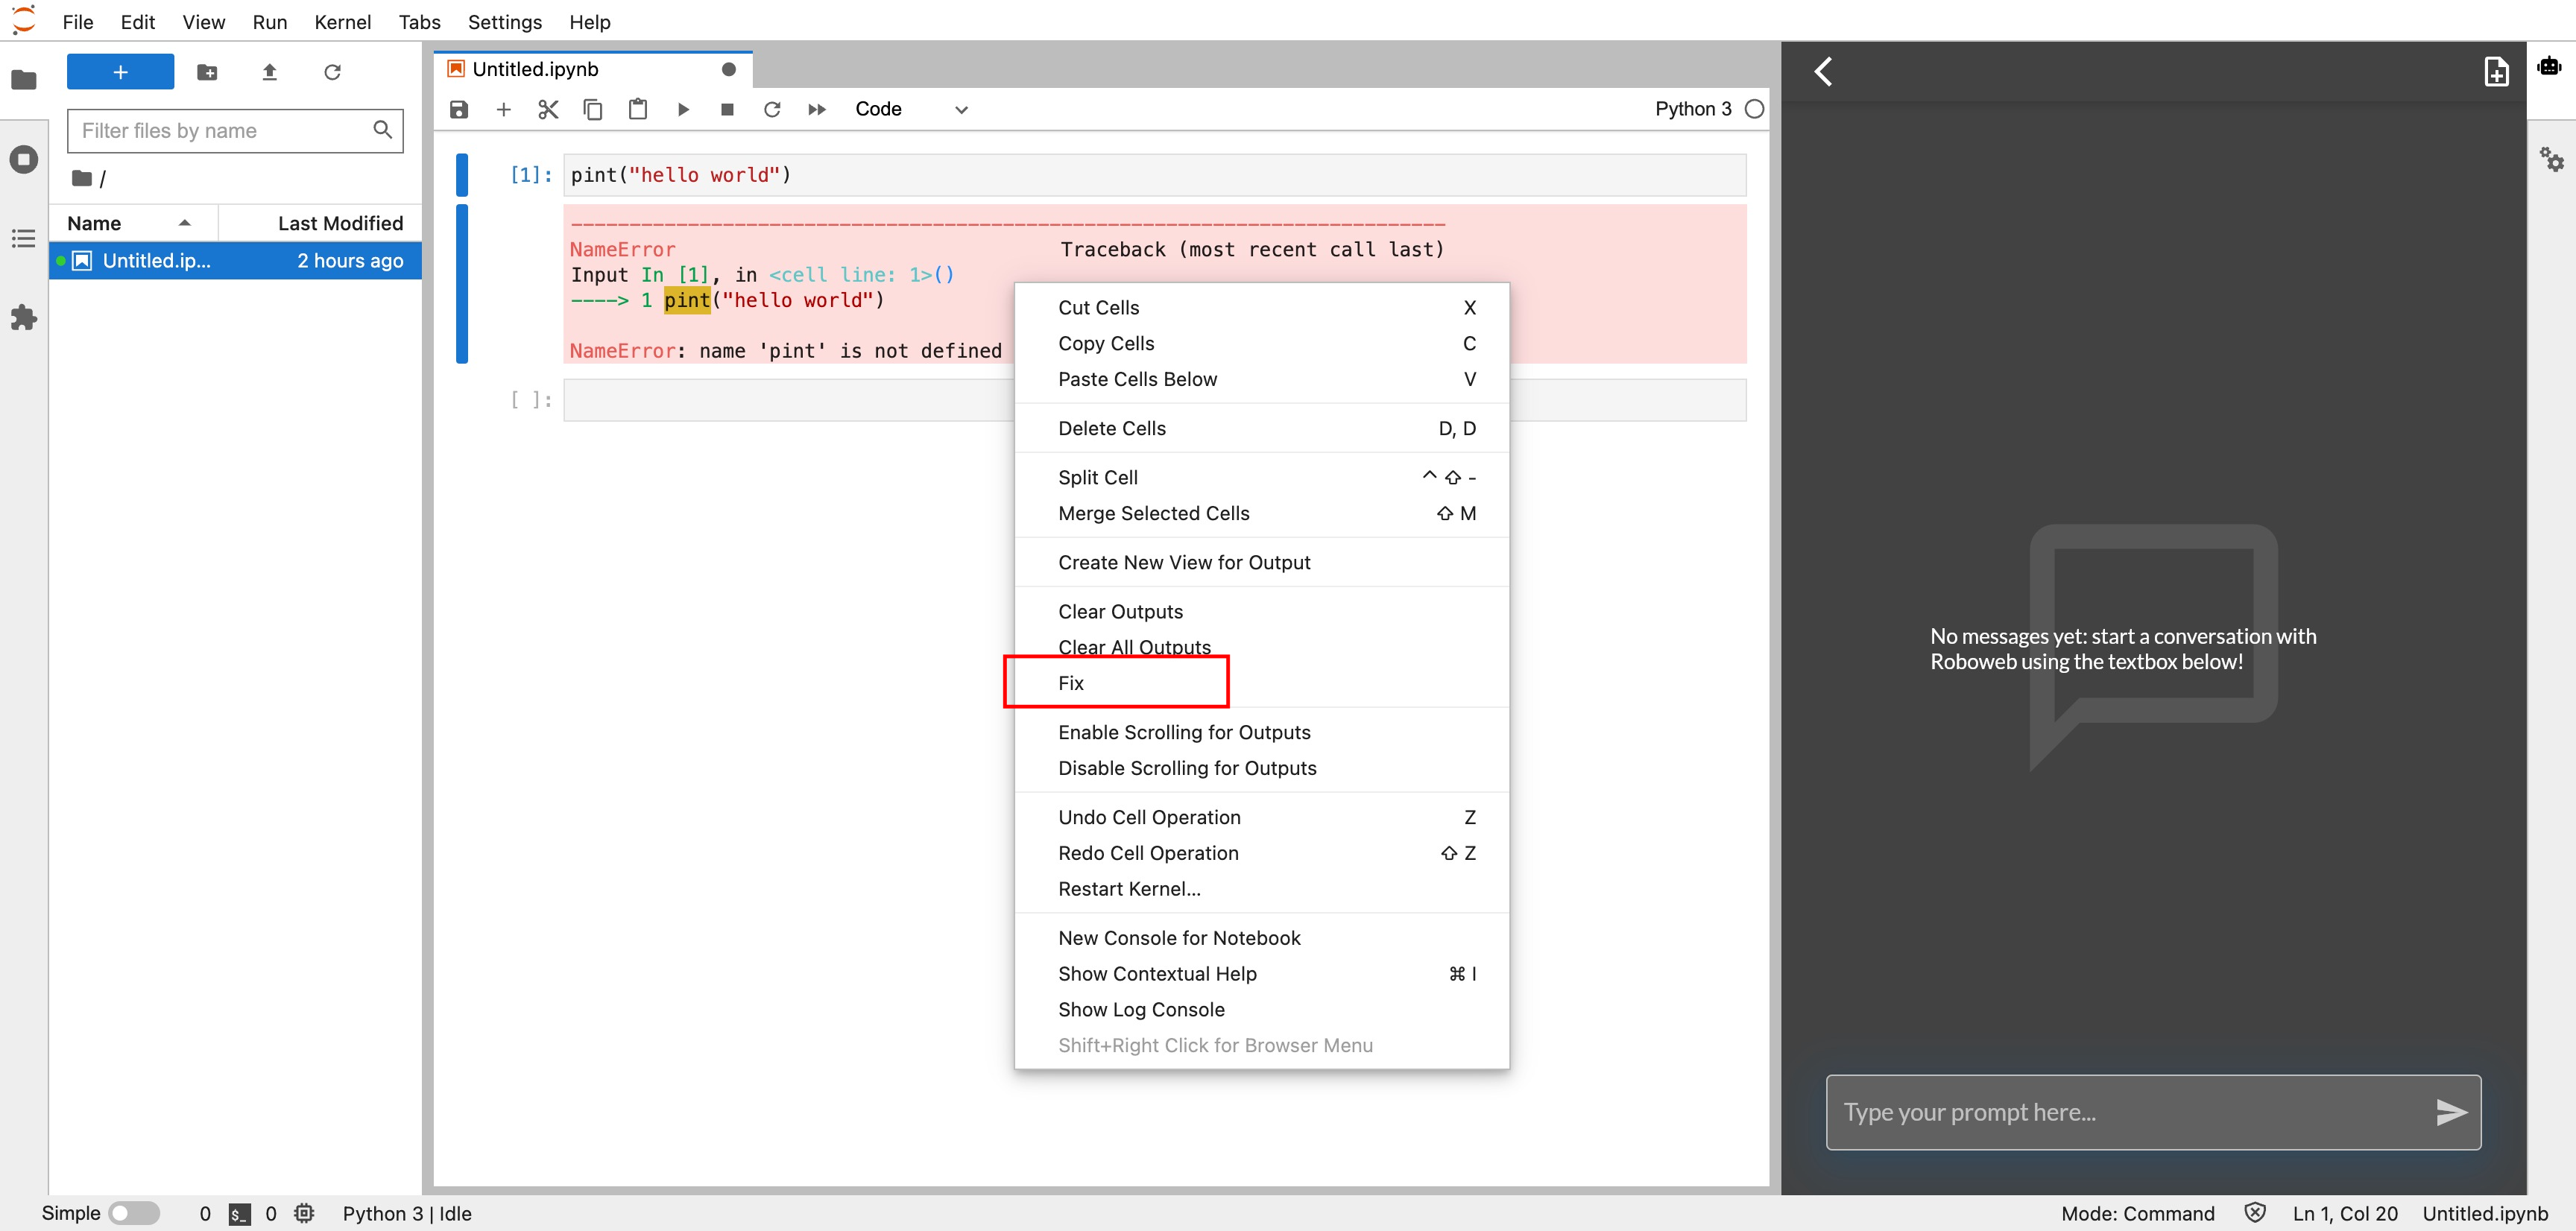 File Edit View Run Kernel Tabs Settings Help
+
Filter files by name
/
Name Last Modified
Untitled.ip... 2 hours ago
Untitled.ipynb
Code
Python 3
[1]: pint("hello world")
---------------------------------------------------------------------------
NameError Traceback (most recent call last)
Input In [1], in <cell line: 1>()
----> 1 pint("hello world")
NameError: name 'pint' is not defined
[ ]:
Cut Cells X
Copy Cells C
Paste Cells Below V
Delete Cells D, D
Split Cell ^ ⇧ -
Merge Selected Cells ⇧ M
Create New View for Output
Clear Outputs
Clear All Outputs
Fix
Enable Scrolling for Outputs
Disable Scrolling for Outputs
Undo Cell Operation Z
Redo Cell Operation ⇧ Z
Restart Kernel...
New Console for Notebook
Show Contextual Help ⌘ I
Show Log Console
Shift+Right Click for Browser Menu
No messages yet: start a conversation with
Roboweb using the textbox below!
Type your prompt here...
Simple 0 $_ 0 Python 3 | Idle
Mode: Command Ln 1, Col 20 Untitled.ipynb